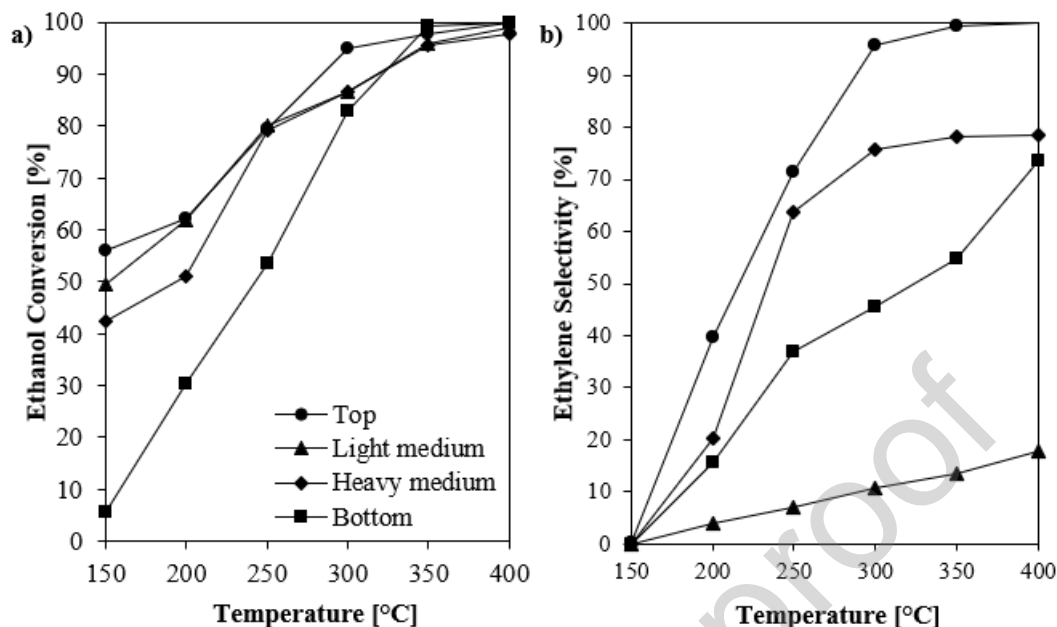 a)
Ethanol Conversion [%]
100
90
80
70
60
50
40
30
20
10
0
150 200 250 300 350 400
Temperature [°C]
Top
Light medium
Heavy medium
Bottom
b)
Ethylene Selectivity [%]
100
90
80
70
60
50
40
30
20
10
0
150 200 250 300 350 400
Temperature [°C]
proof